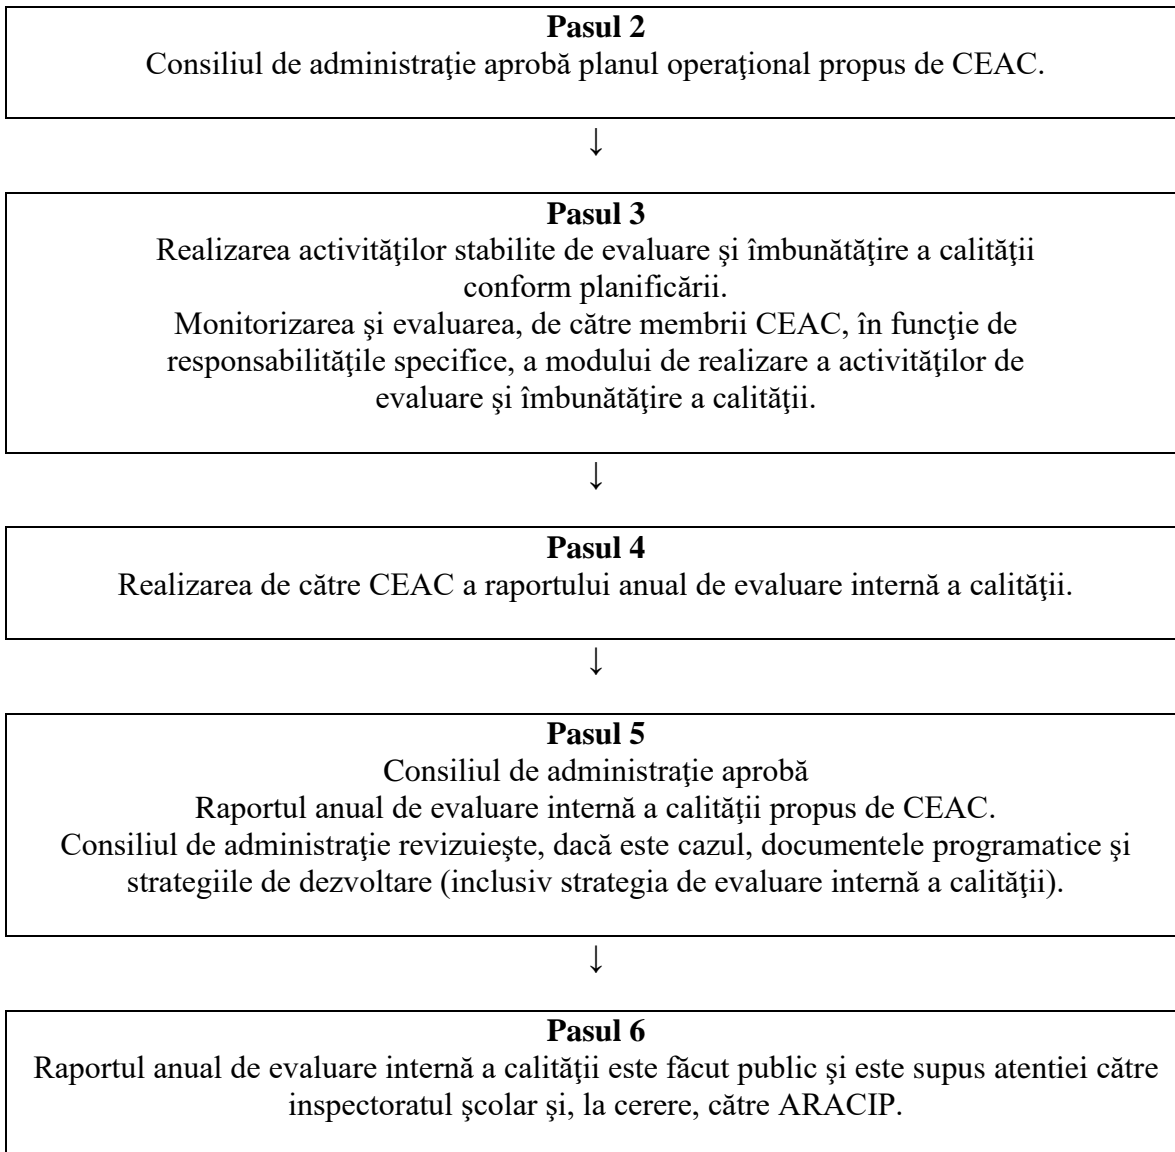 Pasul 2
Consiliul de administraţie aprobă planul operaţional propus de CEAC.
↓
Pasul 3
Realizarea activităţilor stabilite de evaluare şi îmbunătăţire a calităţii
conform planificării.
Monitorizarea şi evaluarea, de către membrii CEAC, în funcţie de
responsabilităţile specifice, a modului de realizare a activităţilor de
evaluare şi îmbunătăţire a calităţii.
↓
Pasul 4
Realizarea de către CEAC a raportului anual de evaluare internă a calităţii.
↓
Pasul 5
Consiliul de administraţie aprobă
Raportul anual de evaluare internă a calităţii propus de CEAC.
Consiliul de administraţie revizuieşte, dacă este cazul, documentele programatice şi
strategiile de dezvoltare (inclusiv strategia de evaluare internă a calităţii).
↓
Pasul 6
Raportul anual de evaluare internă a calităţii este făcut public şi este supus atentiei către
inspectoratul şcolar şi, la cerere, către ARACIP.